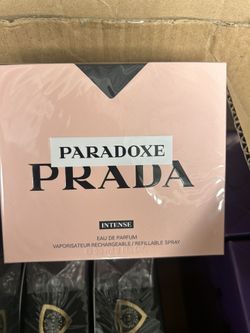 PARADOXE
PRADA
INTENSE
EAU DE PARFUM
VAPORISATEUR RECHARGEABLE / REFILLABLE SPRAY